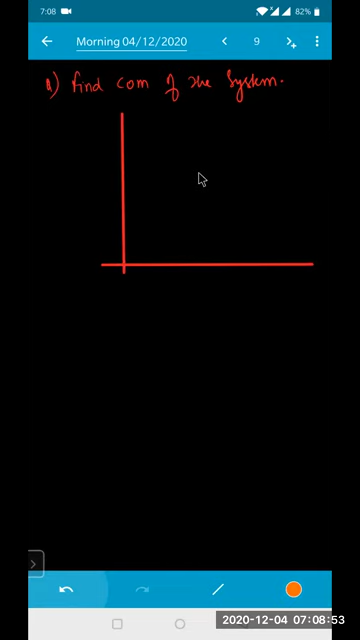 7:08
82%
Morning 04/12/2020
9
Q) Find COM of the System.
2020-12-04 07:08:53